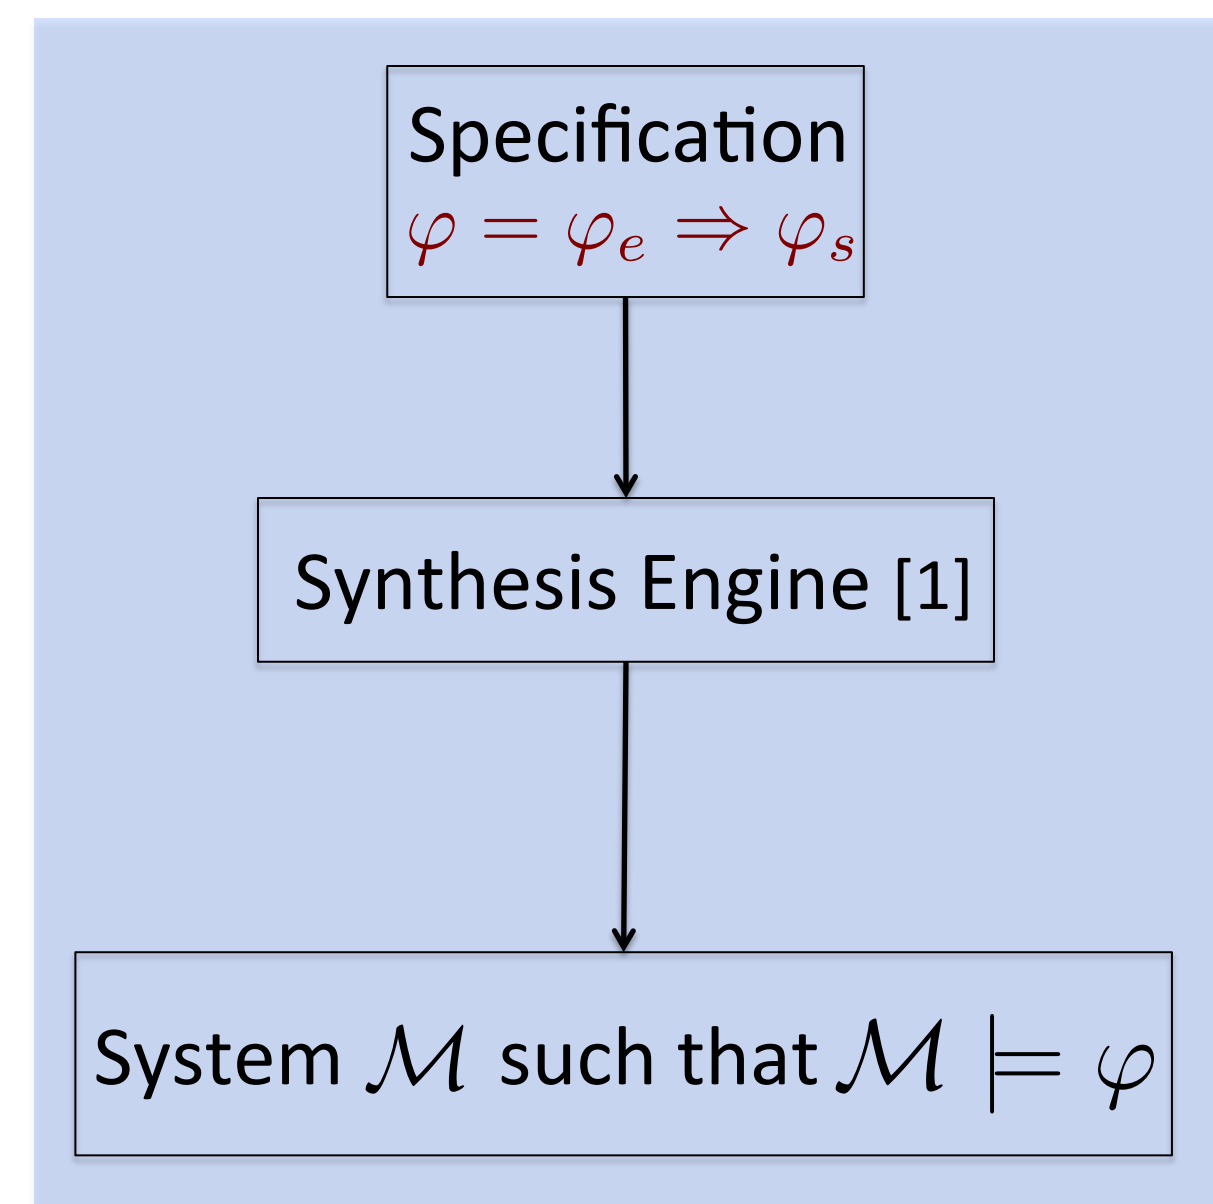 Specification
φ = φₑ ⇒ φₛ
Synthesis Engine [1]
System ℳ such that ℳ ⊨ φ